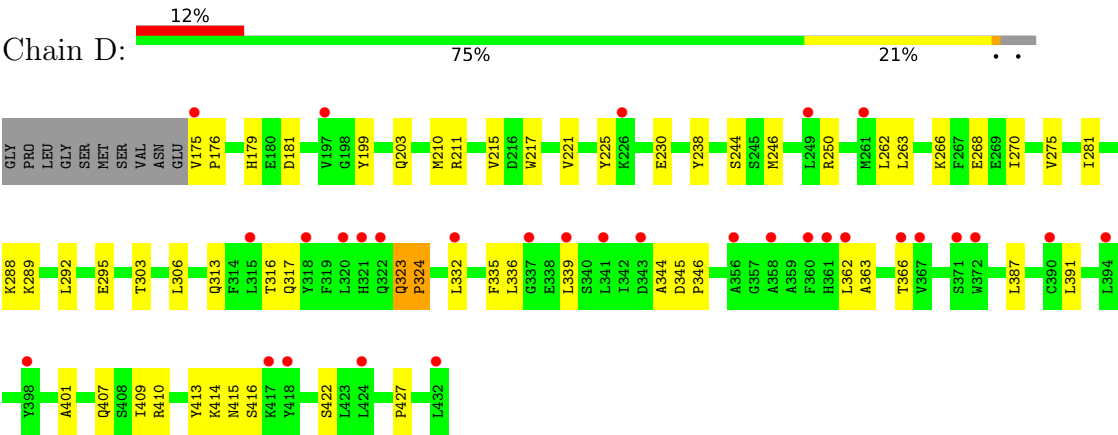 12%
Chain D:
75% 21% • •
GLY PRO LEU GLY SER MET SER VAL ASN GLU V175 P176 H179 E180 D181 V197 G198 Y199 Q203 M210 R211 V215 D216 W217 V221 Y225 K226 E230 Y238 S244 S245 M246 L249 R250 M261 L262 L263 K266 F267 E268 E269 I270 V275 I281
K288 K289 L292 E295 T303 L306 Q313 F314 L315 T316 Q317 Y318 F319 L320 H321 Q322 Q323 P324 L332 F335 L336 G337 E338 L339 S340 L341 I342 D343 A344 D345 P346 A356 G357 A358 A359 F360 H361 L362 A363 T366 V367 S371 W372 L387 C390 L391 L394
Y398 A401 Q407 S408 I409 R410 Y413 K414 N415 S416 K417 Y418 S422 L423 L424 P427 L432